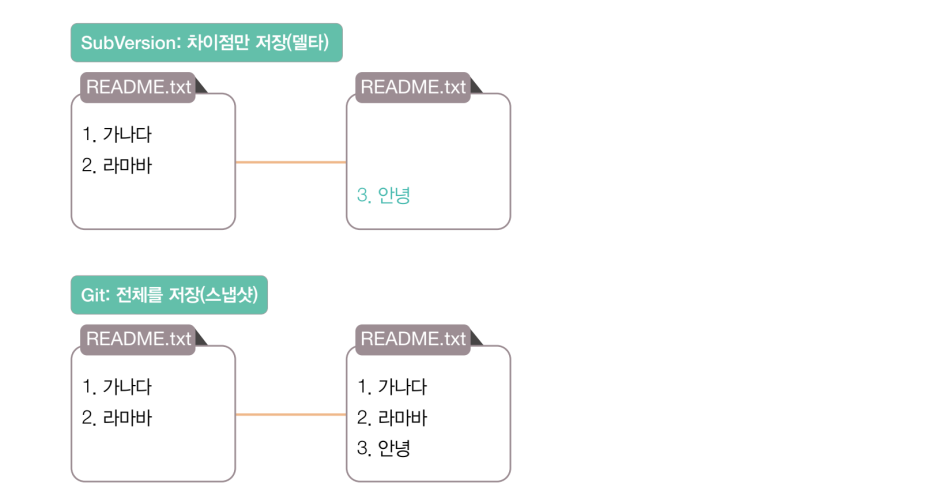 SubVersion: 차이점만 저장(델타)
README.txt
1. 가나다
2. 라마바
README.txt
3. 안녕
Git: 전체를 저장(스냅샷)
README.txt
1. 가나다
2. 라마바
README.txt
1. 가나다
2. 라마바
3. 안녕